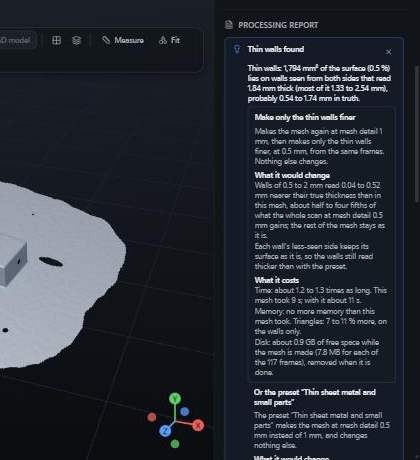 3D model
Measure
Fit
PROCESSING REPORT
Thin walls found
×
Thin walls: 1,794 mm² of the surface (0.5 %)
lies on walls seen from both sides that read
1.84 mm thick (most of it 1.33 to 2.54 mm),
probably 0.54 to 1.74 mm in truth.
Make only the thin walls finer
Makes the mesh again at mesh detail 1
mm, then makes only the thin walls
finer, at 0.5 mm, from the same frames.
Nothing else changes.
What it would change
Walls of 0.5 to 2 mm read 0.04 to 0.52
mm nearer their true thickness than in
this mesh, about half to four fifths of
what the whole scan at mesh detail 0.5
mm gains; the rest of the mesh stays as
it is.
Each wall's less-seen side keeps its
surface as it is, so the walls still read
thicker than with the preset.
What it costs
Time: about 1.2 to 1.3 times as long. This
mesh took 9 s; with it about 11 s.
Memory: no more memory than this
mesh took. Triangles: 7 to 11 % more, on
the walls only.
Disk: about 0.9 GB of free space while
the mesh is made (7.8 MB for each of
the 117 frames), removed when it is
done.
Or the preset "Thin sheet metal and
small parts"
The preset "Thin sheet metal and small
parts" makes the mesh at mesh detail 0.5
mm instead of 1 mm, and changes
nothing else.
What it would change
Y
X
Z